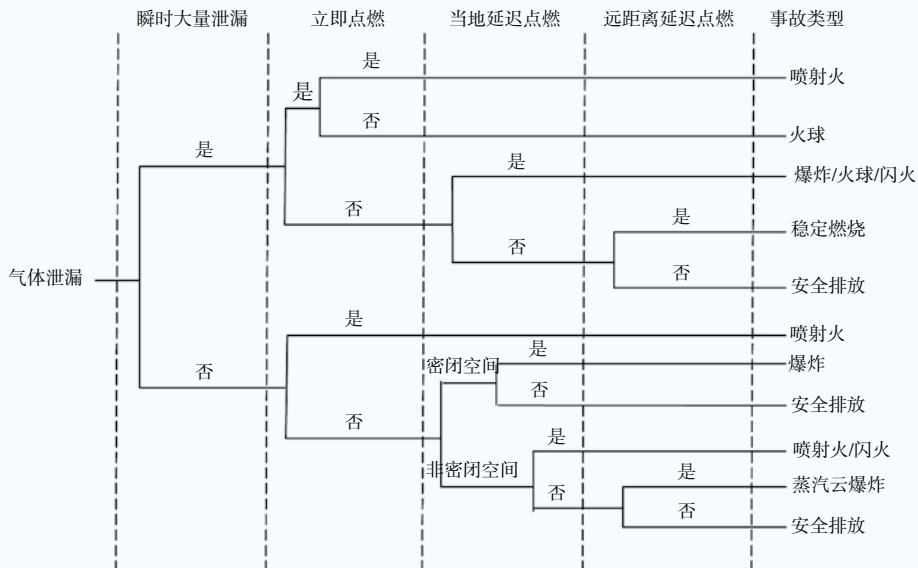 瞬时大量泄漏 立即点燃 当地延迟点燃 远距离延迟点燃 事故类型
是 喷射火
是
否 火球
是
是 爆炸/火球/闪火
否
是 稳定燃烧
否
气体泄漏
否 安全排放
是 喷射火
是 爆炸
密闭空间
否
否 安全排放
否
是 喷射火/闪火
非密闭空间
是 蒸汽云爆炸
否
否 安全排放